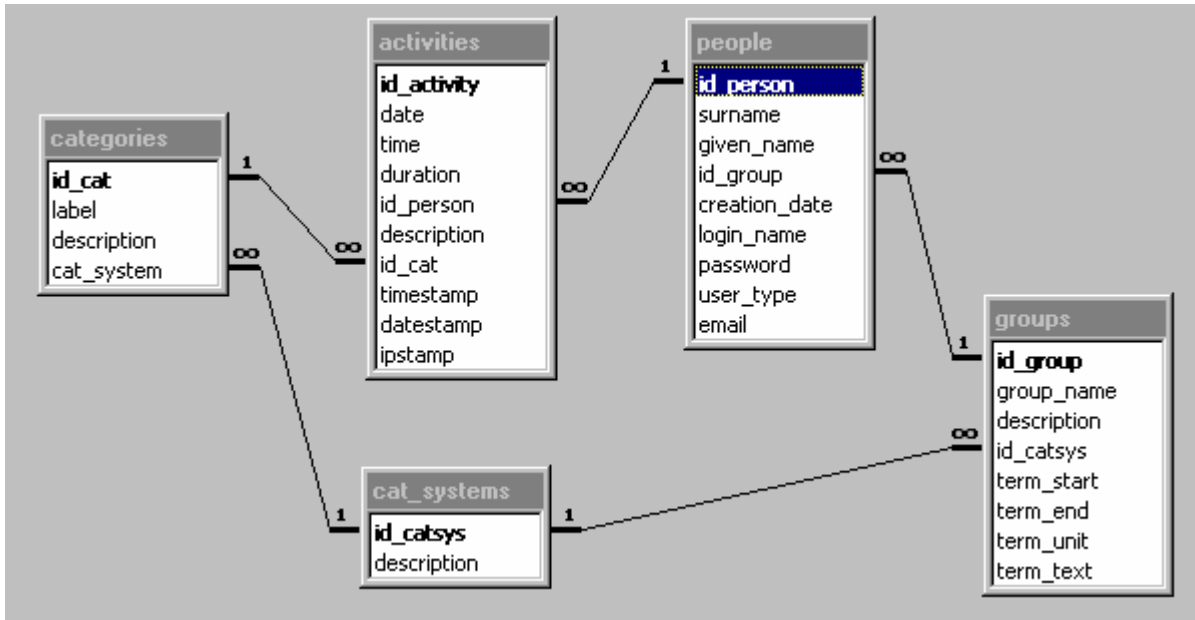 categories
id_cat
label
description
cat_system
activities
id_activity
date
time
duration
id_person
description
id_cat
timestamp
datestamp
ipstamp
people
id_person
surname
given_name
id_group
creation_date
login_name
password
user_type
email
groups
id_group
group_name
description
id_catsys
term_start
term_end
term_unit
term_text
cat_systems
id_catsys
description
1
∞
1
∞
∞
1
∞
∞
1
1